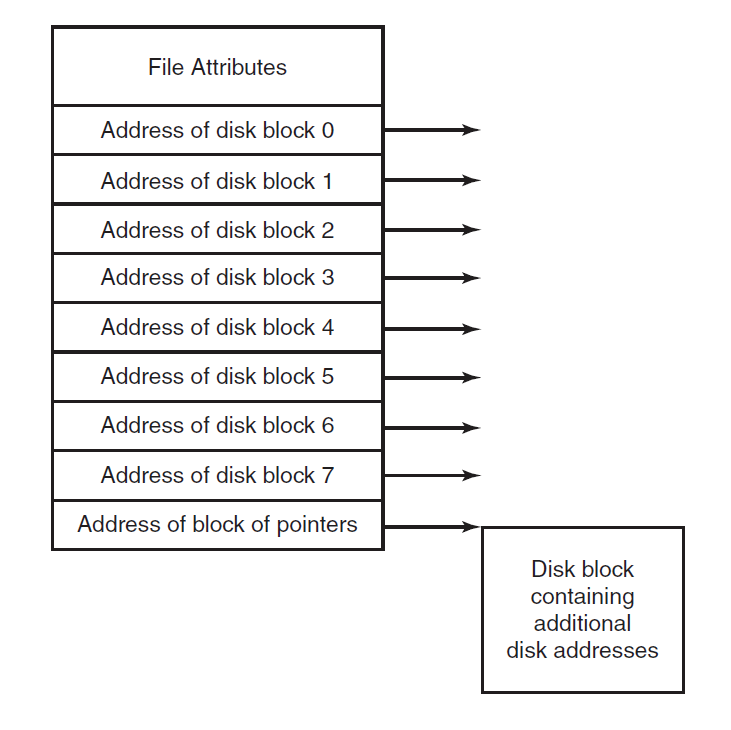 File Attributes
Address of disk block 0
Address of disk block 1
Address of disk block 2
Address of disk block 3
Address of disk block 4
Address of disk block 5
Address of disk block 6
Address of disk block 7
Address of block of pointers
Disk block
containing
additional
disk addresses